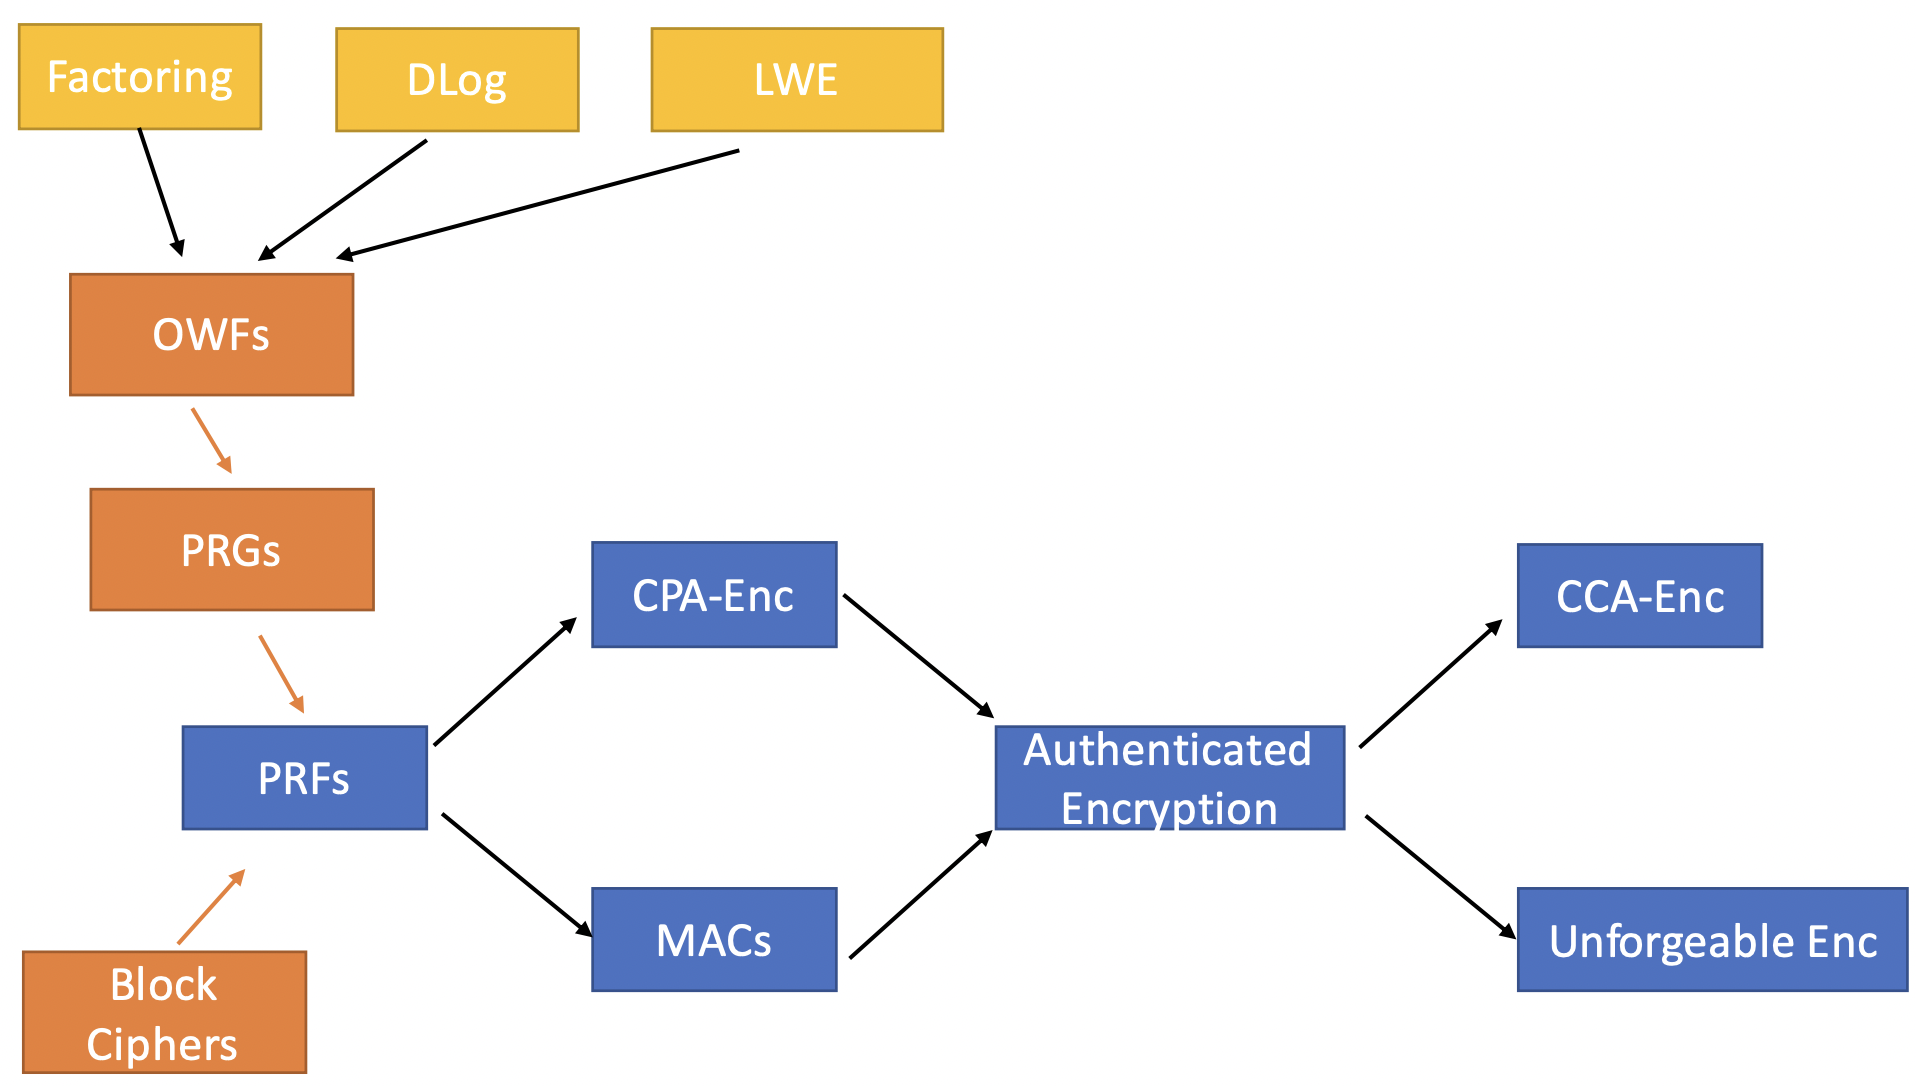 Factoring
DLog
LWE
OWFs
PRGs
CPA-Enc
CCA-Enc
PRFs
Authenticated
Encryption
MACs
Unforgeable Enc
Block
Ciphers